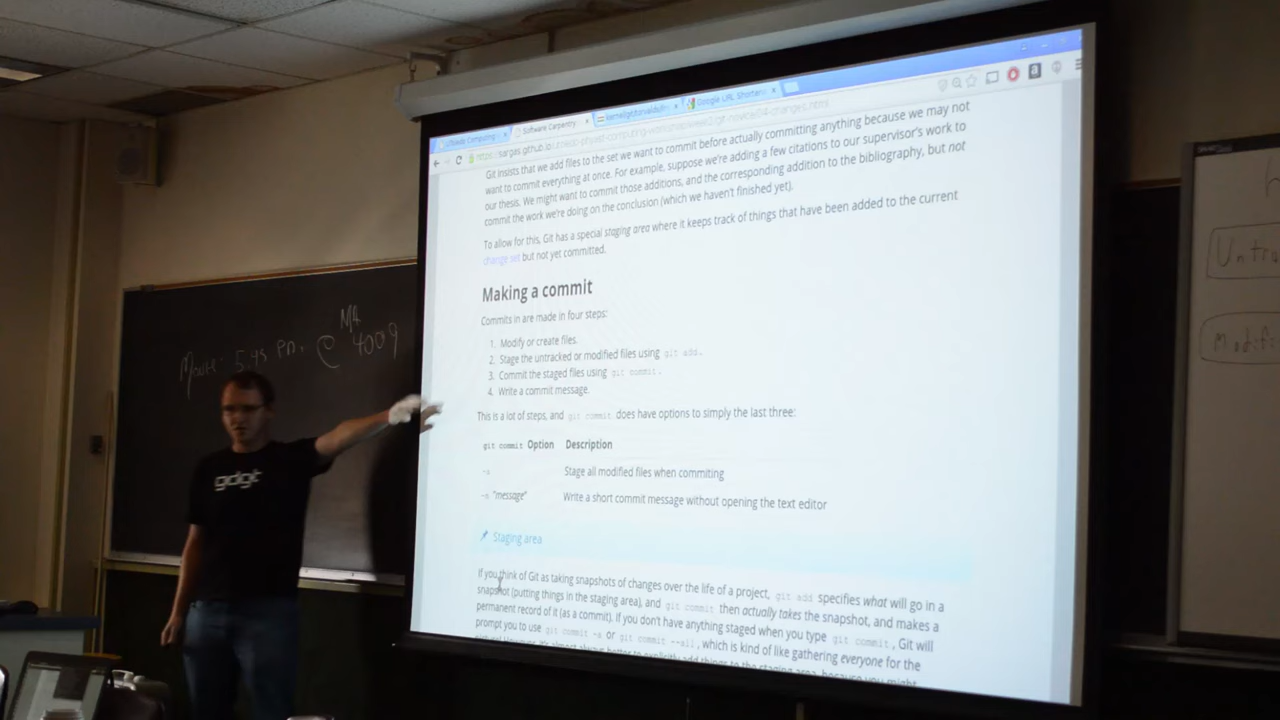 Software Carpentry
Google URL Shortener
Git insists that we add files to the set we want to commit before actually committing anything because we may not
want to commit everything at once. For example, suppose we're adding a few citations to our supervisor's work to
our thesis. We might want to commit those additions, and the corresponding addition to the bibliography, but not
commit the work we're doing on the conclusion (which we haven't finished yet).
To allow for this, Git has a special staging area where it keeps track of things that have been added to the current
change set but not yet committed.
Making a commit
Commits in are made in four steps:
1. Modify or create files.
2. Stage the untracked or modified files using git add.
3. Commit the staged files using git commit.
4. Write a commit message.
This is a lot of steps, and git commit does have options to simply the last three:
git commit Option Description
-a Stage all modified files when commiting
-m "message" Write a short commit message without opening the text editor
Staging area
If you think of Git as taking snapshots of changes over the life of a project, git add specifies what will go in a
snapshot (putting things in the staging area), and git commit then actually takes the snapshot, and makes a
permanent record of it (as a commit). If you don't have anything staged when you type git commit, Git will
prompt you to use git commit -a or git commit --all, which is kind of like gathering everyone for the
5:45 PM. @ MA 4009
gdgt
Untra
Modifie